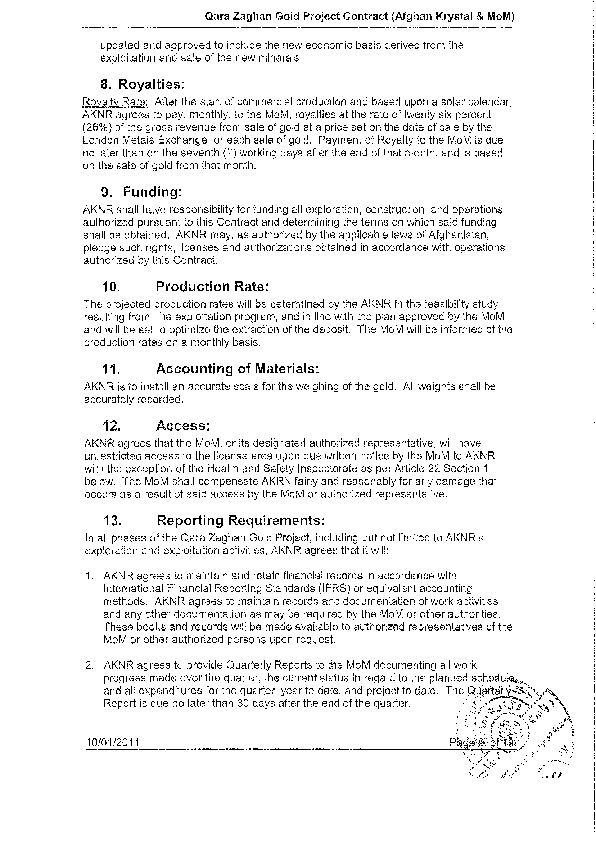 Qara Zaghan Gold Project Contract (Afghan Krystal & MoM)
updated and approved to include the new economic basis derived from the
exploitation and sale of the new minerals
8. Royalties:
Royalty Rate: After the start of commercial production and based upon a solar calendar,
AKNR agrees to pay, monthly, to the MoM, royalties at the rate of twenty six percent
(26%) of the gross revenue from sale of gold at a price set on the date of sale by the
London Metals Exchange for each sale of gold. Payment of Royalty to the MoM is due
no later than on the seventh (7) working days after the end of that month and is based
on the sale of gold from that month.
9. Funding:
AKNR shall have responsibility for funding all exploration, construction, and operations
authorized pursuant to this Contract and determining the terms on which said funding
shall be obtained. AKNR may, as authorized by the applicable laws of Afghanistan,
pledge such rights, licenses and authorizations obtained in accordance with operations
authorized by this Contract.
10. Production Rate:
The projected production rates will be determined by the AKNR in the feasibility study
resulting from the exploration program, and in line with the plan approved by the MoM
and will be set to optimize the extraction of the deposit. The MoM will be informed of the
production rates on a monthly basis.
11. Accounting of Materials:
AKNR is to install an accurate scale for the weighing of the gold. All weights shall be
accurately recorded.
12. Access:
AKNR agrees that the MoM, or its designated authorized representative, will have
unrestricted access to the license area upon due written notice by the MoM to AKNR
with the exception of the Health and Safety Inspectorate as per Article 22 Section 1
below. The MoM shall compensate AKRN fairly and reasonably for any damage that
occurs as a result of said access by the MoM or authorized representative.
13. Reporting Requirements:
In all phases of the Qara Zaghan Gold Project, including but not limited to AKNR's
exploration and exploitation activities, AKNR agrees that it will:
1. AKNR agrees to maintain and retain financial records in accordance with
International Financial Reporting Standards (IFRS) or equivalent accounting
methods. AKNR agrees to maintain records and documentation of work activities
and any other documentation as may be required by the MoM or other authorities.
These books and records will be made available to authorized representatives of the
MoM or other authorized persons upon request.
2. AKNR agrees to provide Quarterly Reports to the MoM documenting all work
progress made over the quarter, the current status in regard to the planned schedule,
and all expenditures for the quarter, year to date, and project to date. The Quarterly
Report is due no later than 30 days after the end of the quarter.
10/01/2011
Page